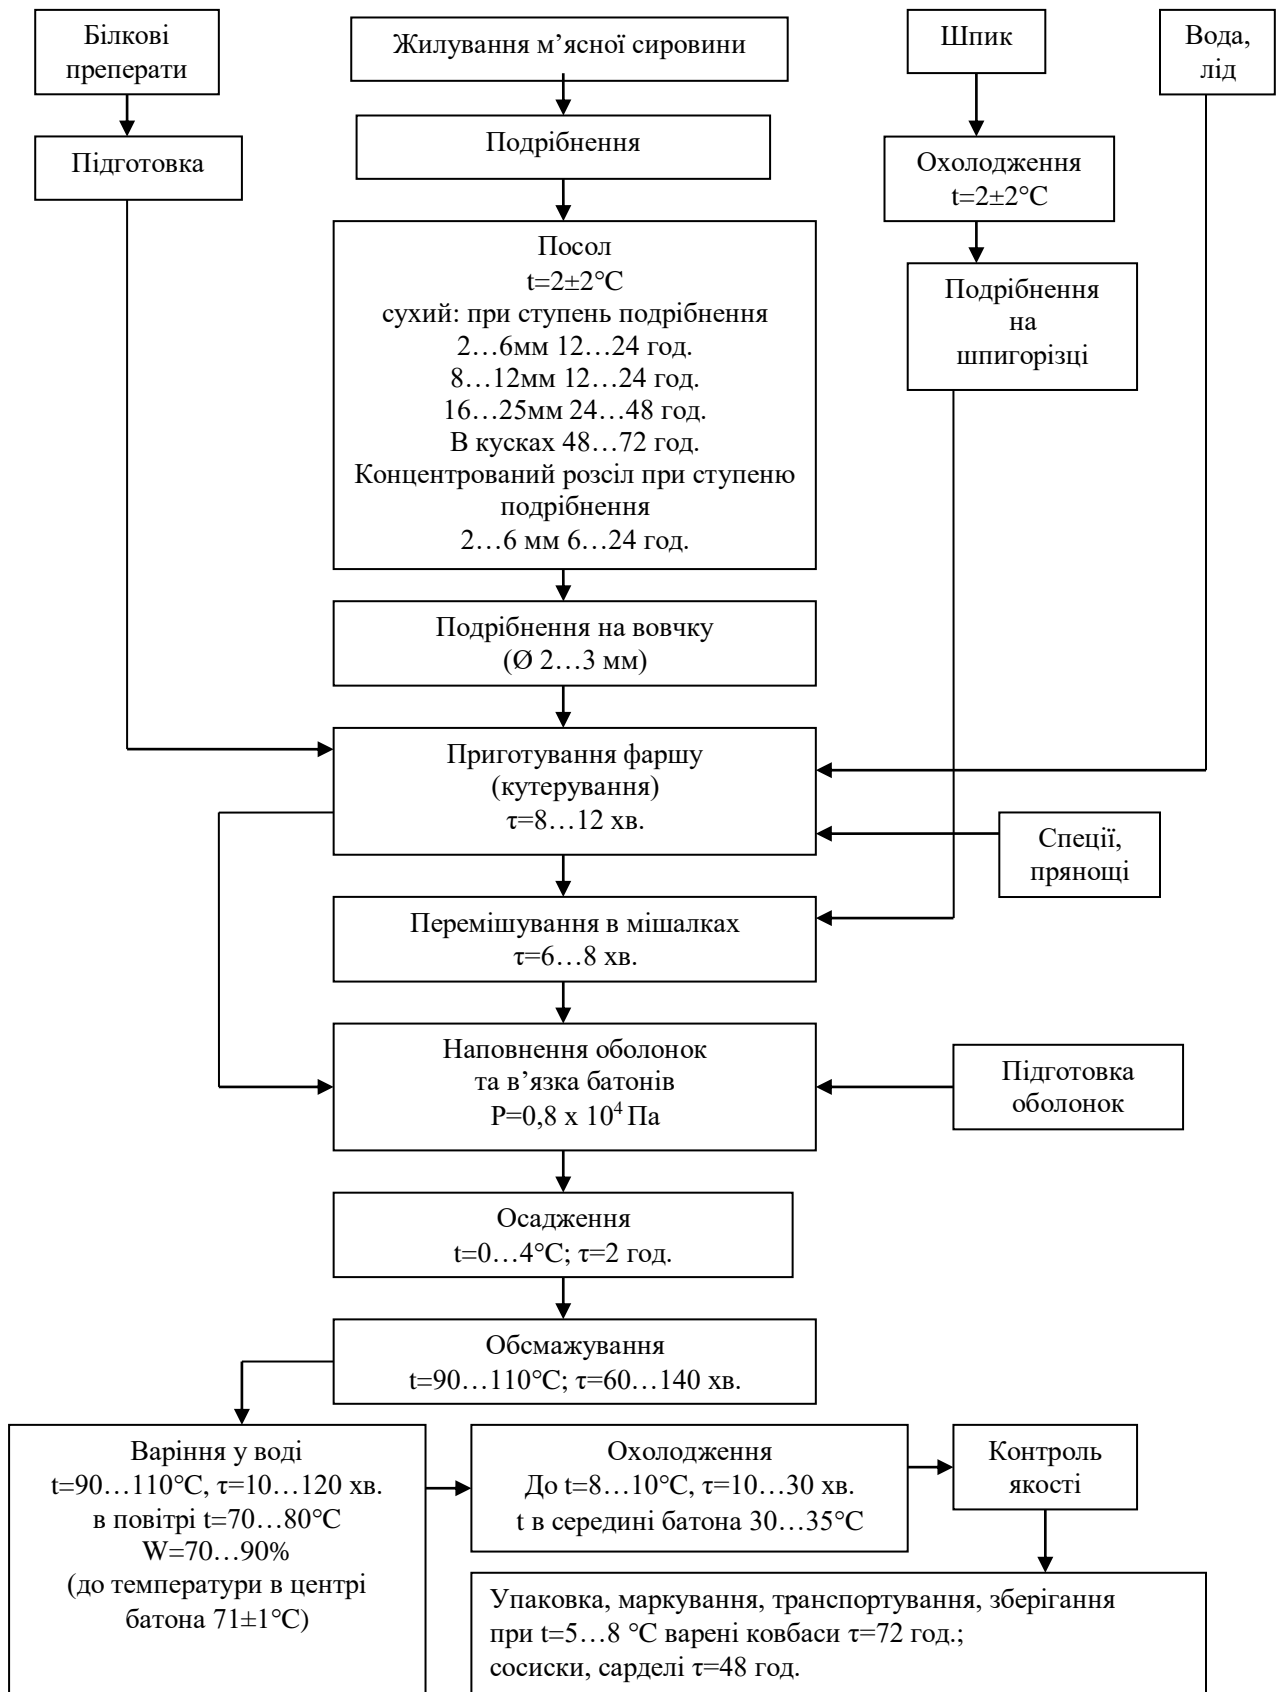 Білкові
преперати
Жилування м’ясної сировини
Шпик
Вода,
лід
Подрібнення
Підготовка
Охолодження
t=2±2°С
Посол
t=2±2°С
сухий: при ступень подрібнення
2…6мм 12…24 год.
8…12мм 12…24 год.
16…25мм 24…48 год.
В кусках 48…72 год.
Концентрований розсіл при ступеню
подрібнення
2…6 мм 6…24 год.
Подрібнення
на
шпигорізці
Подрібнення на вовчку
(Ø 2…3 мм)
Приготування фаршу
(кутерування)
τ=8…12 хв.
Спеції,
прянощі
Перемішування в мішалках
τ=6…8 хв.
Наповнення оболонок
та в’язка батонів
Р=0,8 х 10⁴ Па
Підготовка
оболонок
Осадження
t=0…4°С; τ=2 год.
Обсмажування
t=90…110°С; τ=60…140 хв.
Варіння у воді
t=90…110°С, τ=10…120 хв.
в повітрі t=70…80°С
W=70…90%
(до температури в центрі
батона 71±1°С)
Охолодження
До t=8…10°С, τ=10…30 хв.
t в середині батона 30…35°С
Контроль
якості
Упаковка, маркування, транспортування, зберігання
при t=5…8 °С варені ковбаси τ=72 год.;
сосиски, сарделі τ=48 год.